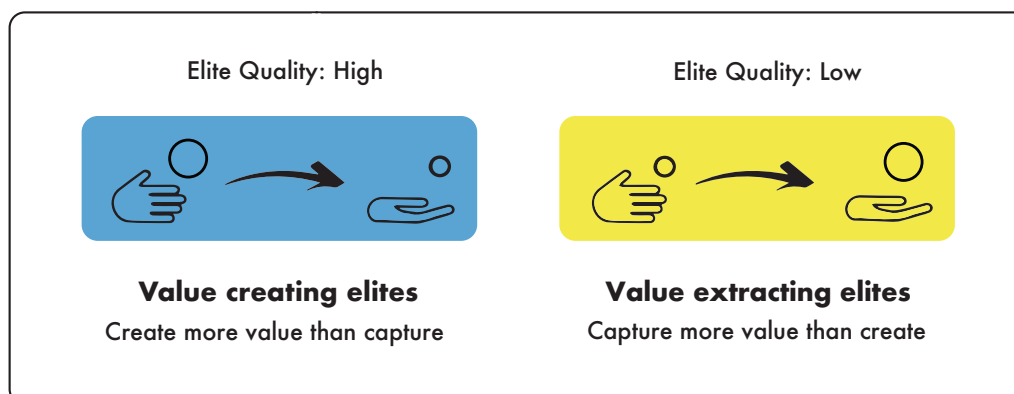 Elite Quality: High
Elite Quality: Low
Value creating elites
Create more value than capture
Value extracting elites
Capture more value than create